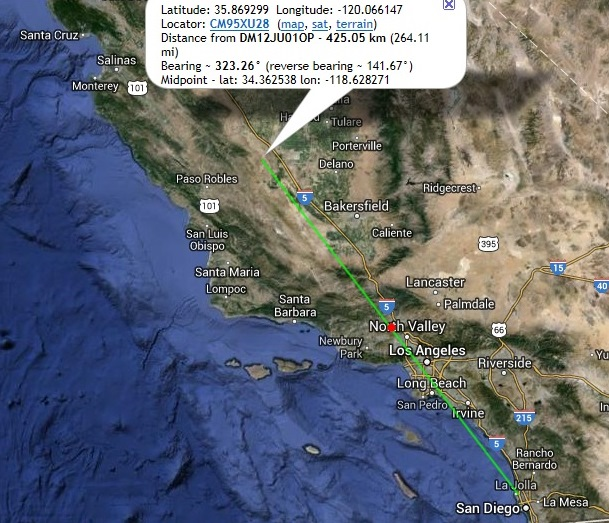 Latitude: 35.869299 Longitude: -120.066147
Locator: CM95XU28 (map, sat, terrain)
Distance from DM12JU01OP - 425.05 km (264.11
mi)
Bearing ~ 323.26° (reverse bearing ~ 141.67°)
Midpoint - lat: 34.362538 lon: -118.628271
Santa Cruz
Salinas
Monterey
101
Tulare
Porterville
Delano
Paso Robles
Ridgecrest
5
Bakersfield
101
San Luis
Obispo
Caliente
395
Santa Maria
Lompoc
15
40
Lancaster
Santa
Barbara
5
Palmdale
North Valley
66
Newbury
Park
Los Angeles
Riverside
Long Beach
San Pedro
Irvine
215
5
Rancho
Bernardo
La Jolla
La Mesa
San Diego